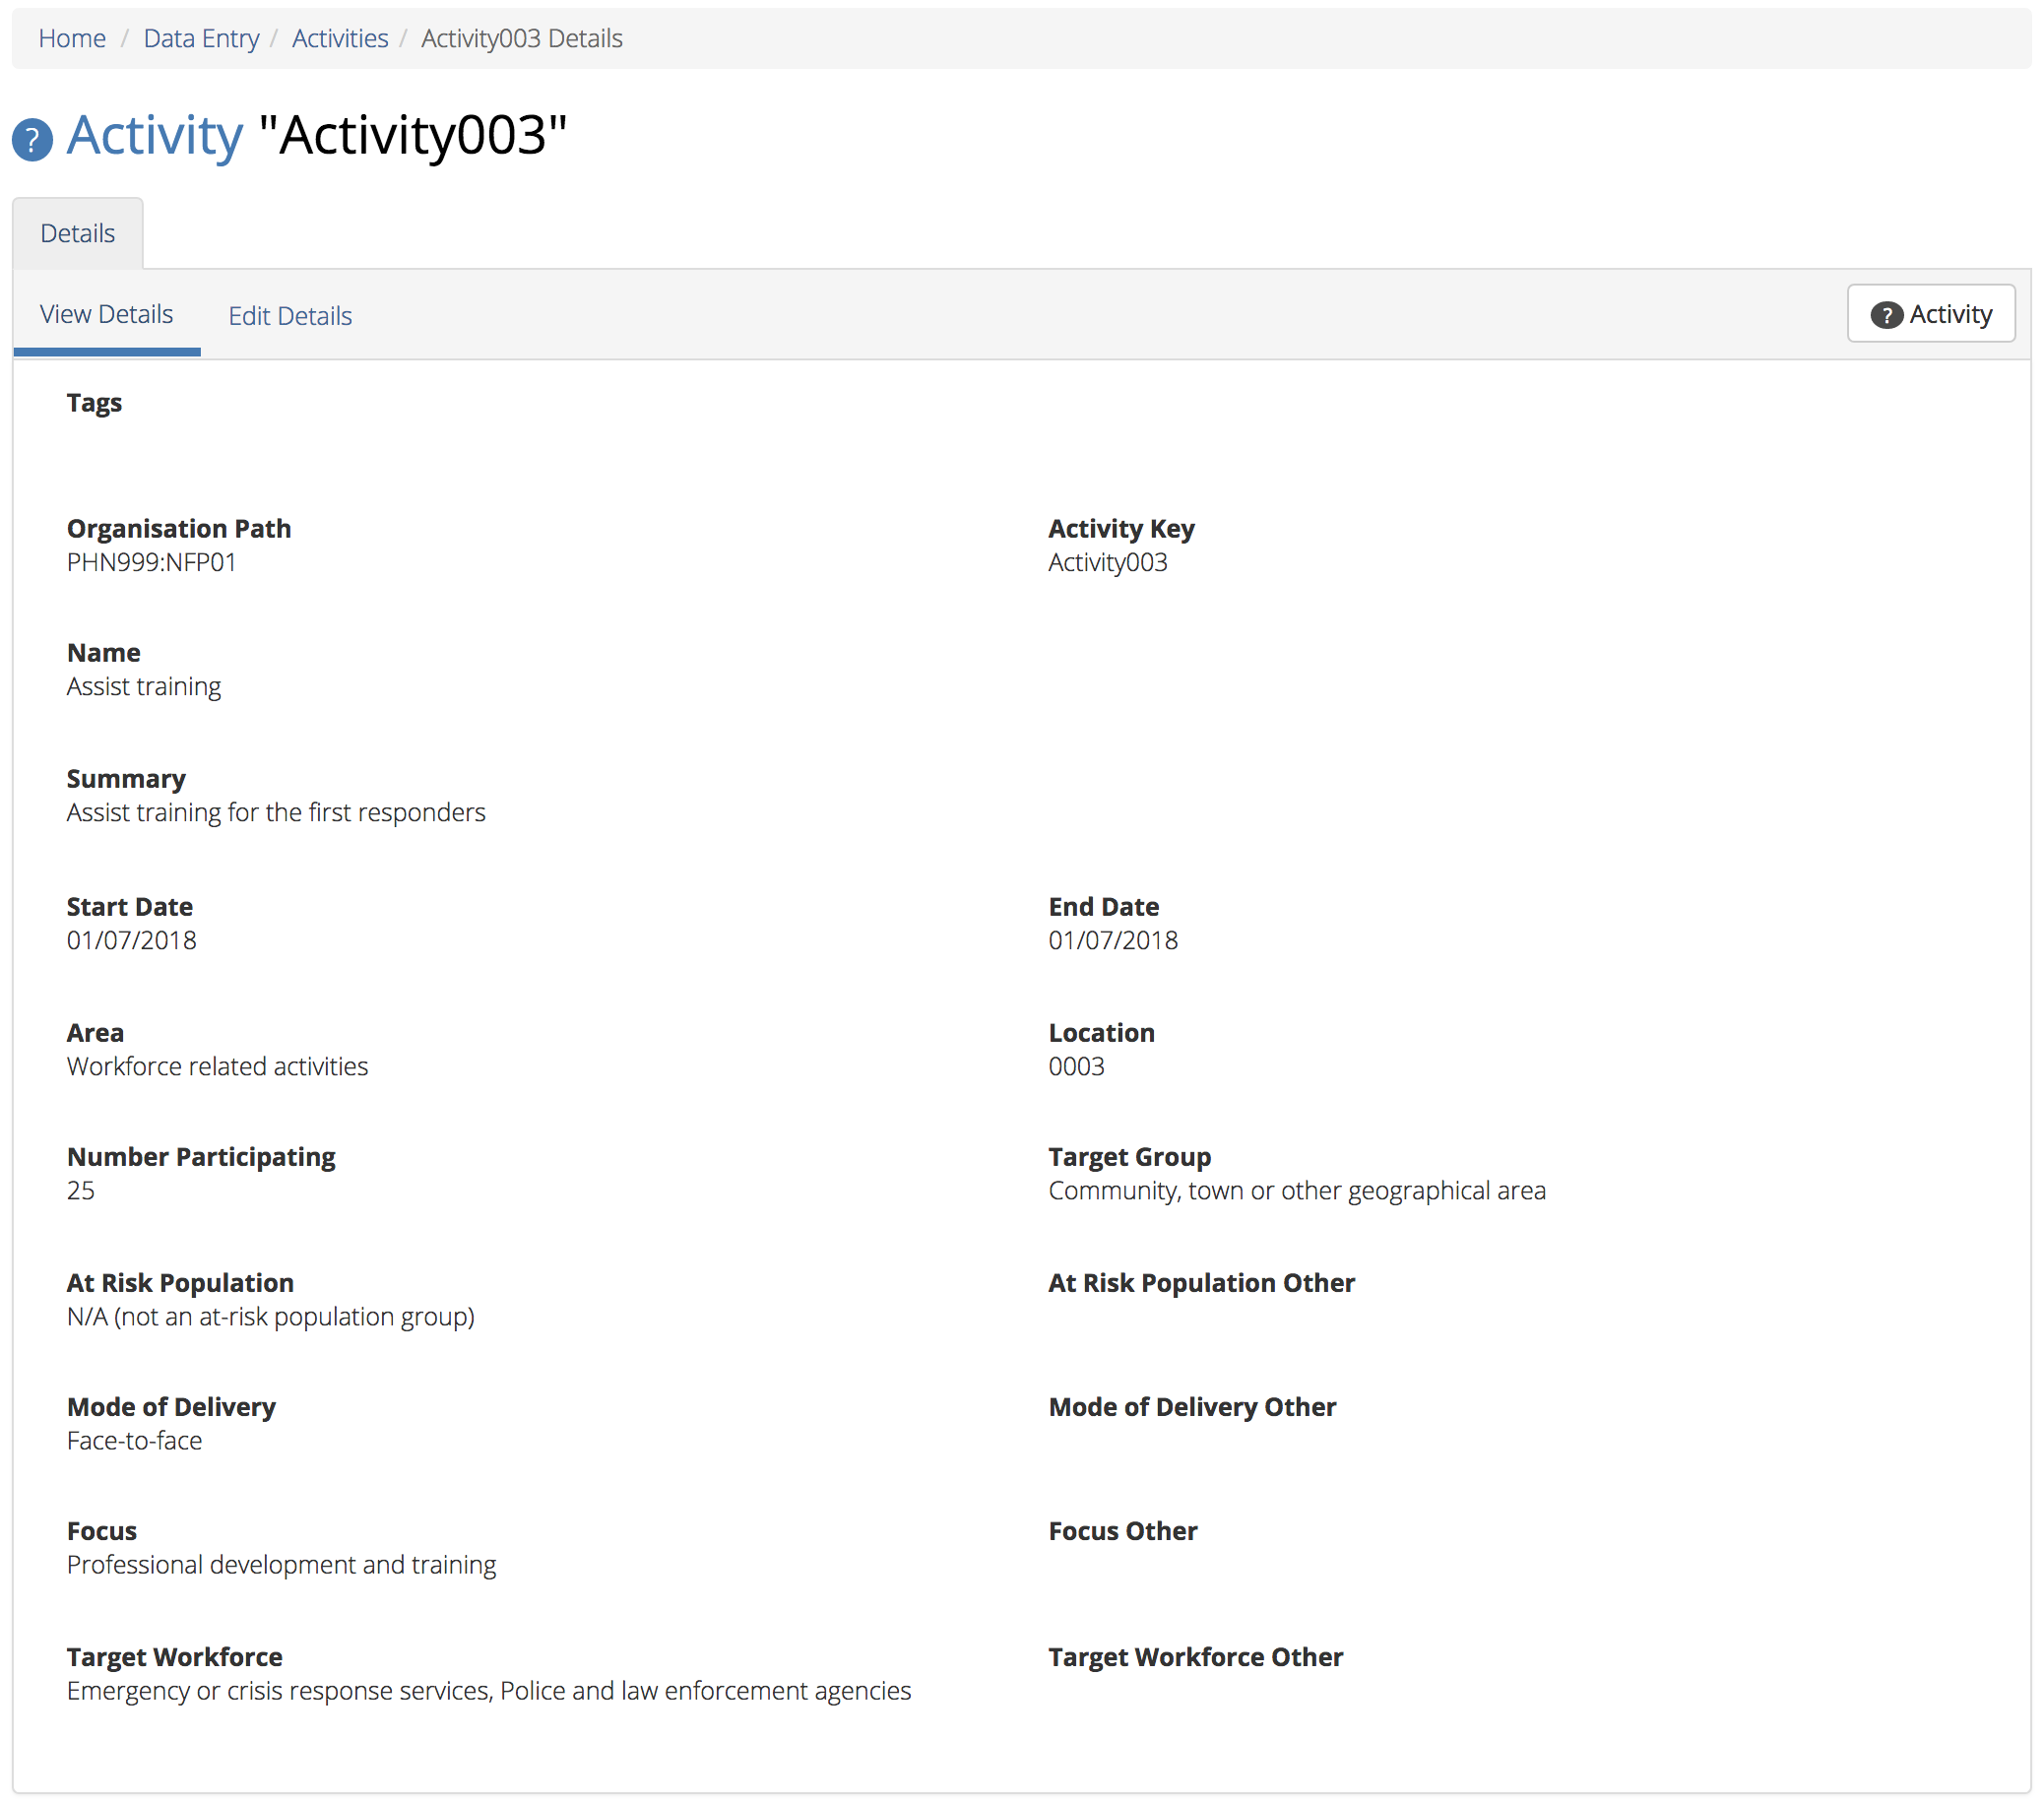 Home / Data Entry / Activities / Activity003 Details
? Activity "Activity003"
Details
View Details Edit Details ? Activity
Tags
Organisation Path Activity Key
PHN999:NFP01 Activity003
Name
Assist training
Summary
Assist training for the first responders
Start Date End Date
01/07/2018 01/07/2018
Area Location
Workforce related activities 0003
Number Participating Target Group
25 Community, town or other geographical area
At Risk Population At Risk Population Other
N/A (not an at-risk population group)
Mode of Delivery Mode of Delivery Other
Face-to-face
Focus Focus Other
Professional development and training
Target Workforce Target Workforce Other
Emergency or crisis response services, Police and law enforcement agencies